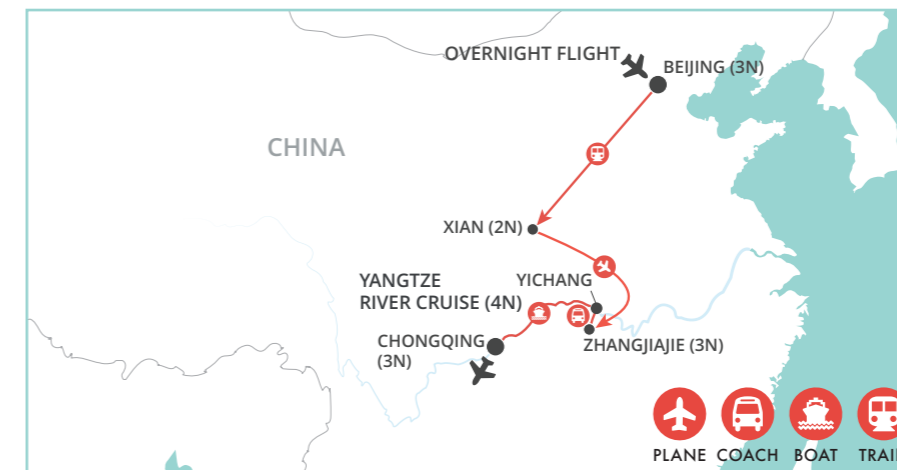 OVERNIGHT FLIGHT
BEIJING (3N)
CHINA
XIAN (2N)
YANGTZE
RIVER CRUISE (4N)
YICHANG
CHONGQING
(3N)
ZHANGJIAJIE (3N)
PLANE COACH BOAT TRAI